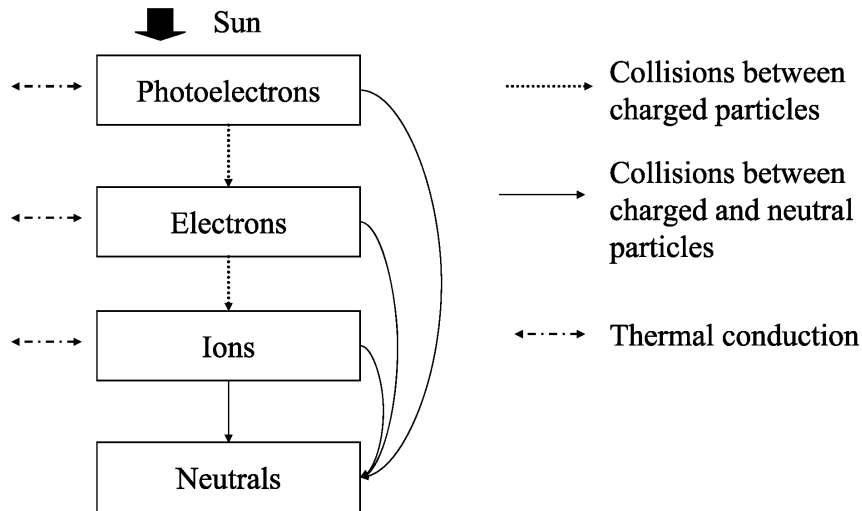 Sun
Photoelectrons
Electrons
Ions
Neutrals
Collisions between
charged particles
Collisions between
charged and neutral
particles
Thermal conduction